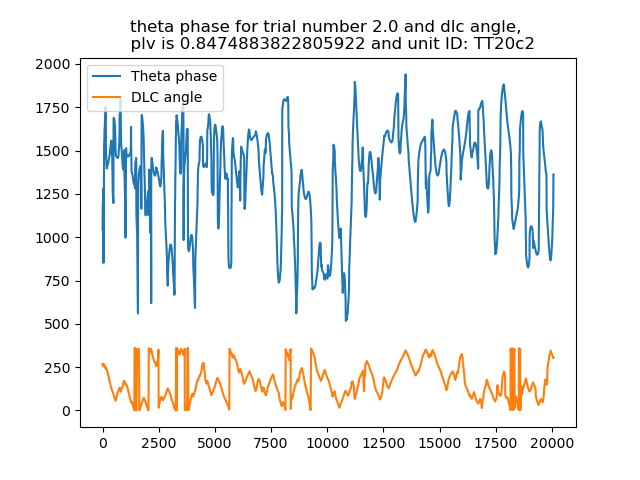 theta phase for trial number 2.0 and dlc angle,
plv is 0.8474883822805922 and unit ID: TT20c2
Theta phase
DLC angle
2000
1750
1500
1250
1000
750
500
250
0
0 2500 5000 7500 10000 12500 15000 17500 20000